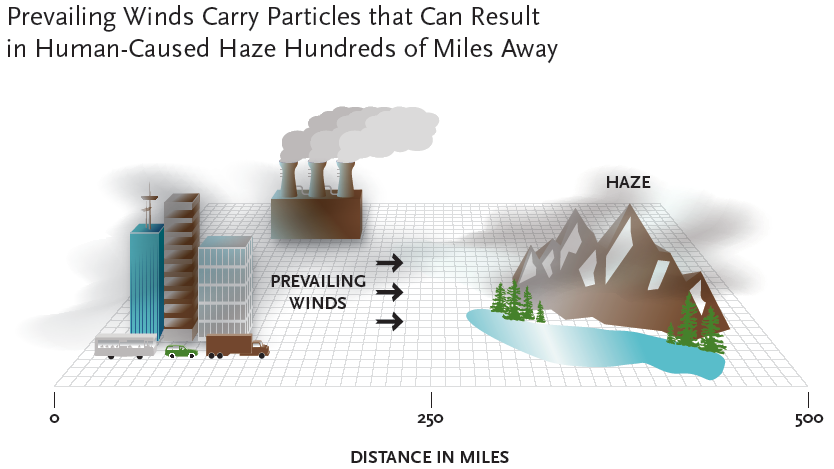 Prevailing Winds Carry Particles that Can Result
in Human-Caused Haze Hundreds of Miles Away
HAZE
PREVAILING
WINDS
0
250
500
DISTANCE IN MILES